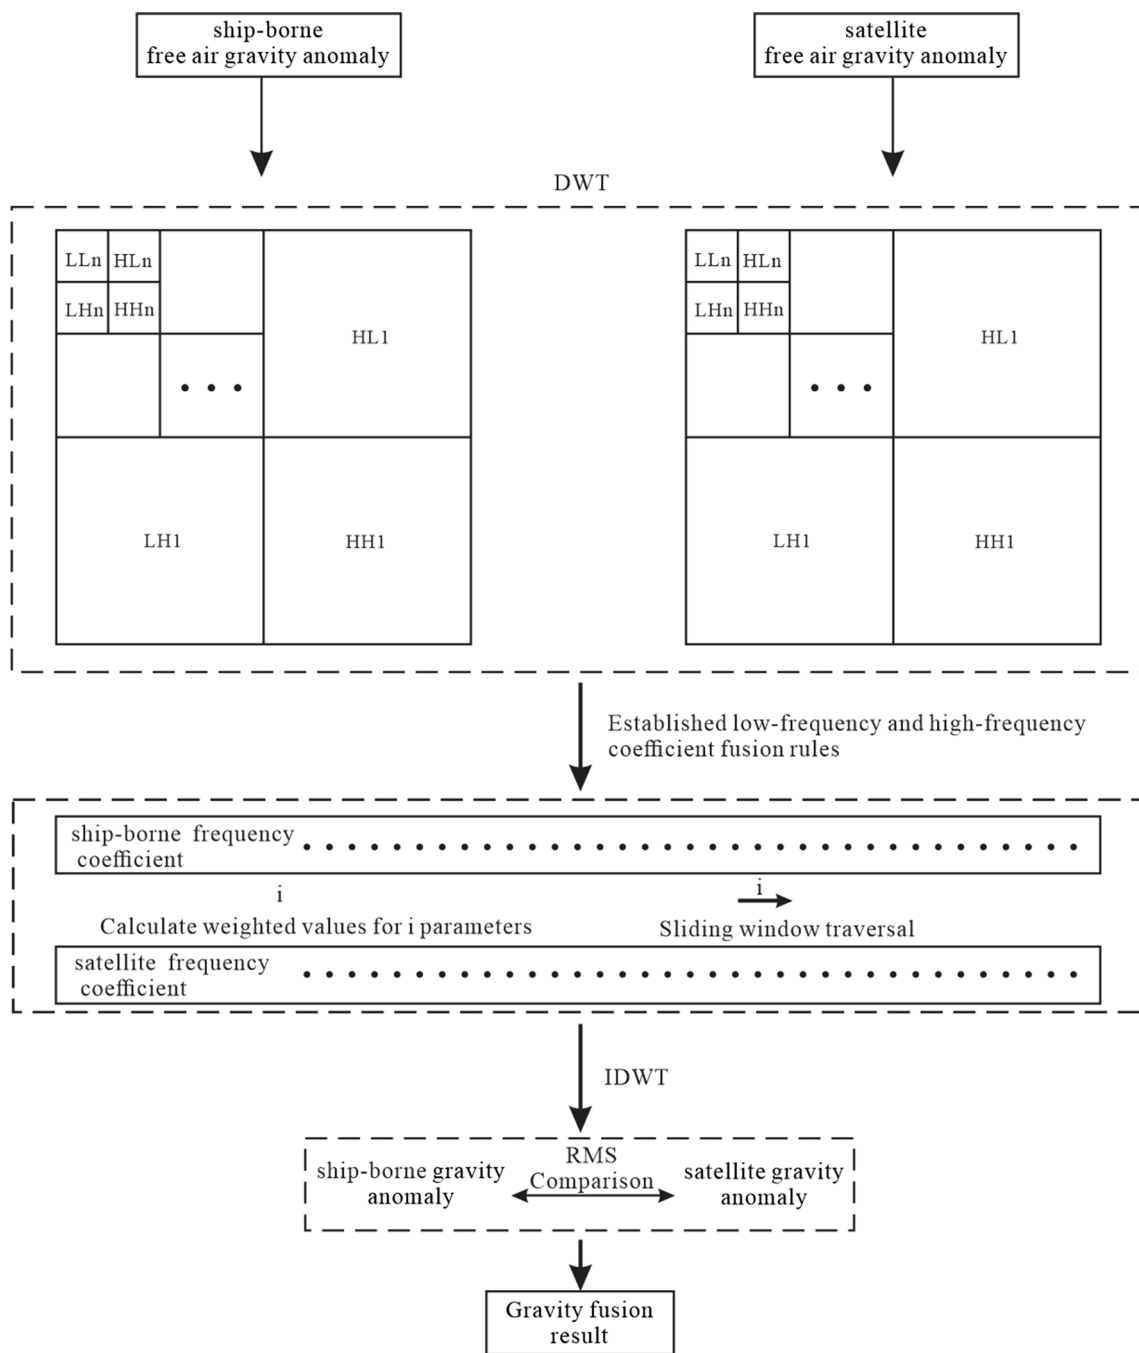 ship-borne
free air gravity anomaly
satellite
free air gravity anomaly
DWT
LLn
HLn
LHn
HHn
HL1
LH1
HH1
LLn
HLn
LHn
HHn
HL1
LH1
HH1
Established low-frequency and high-frequency
coefficient fusion rules
ship-borne frequency
coefficient
i
i
Calculate weighted values for i parameters
Sliding window traversal
satellite frequency
coefficient
IDWT
ship-borne gravity
anomaly
RMS
Comparison
satellite gravity
anomaly
Gravity fusion
result